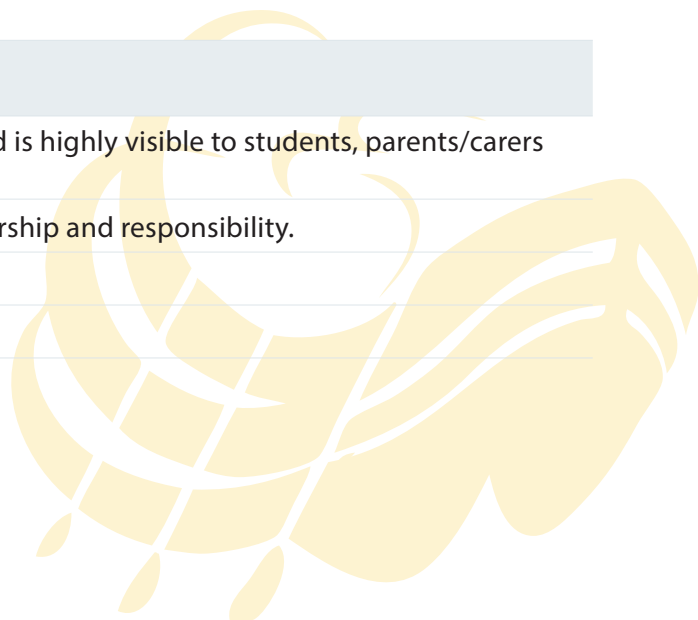 is highly visible to students, parents/carers
rship and responsibility.